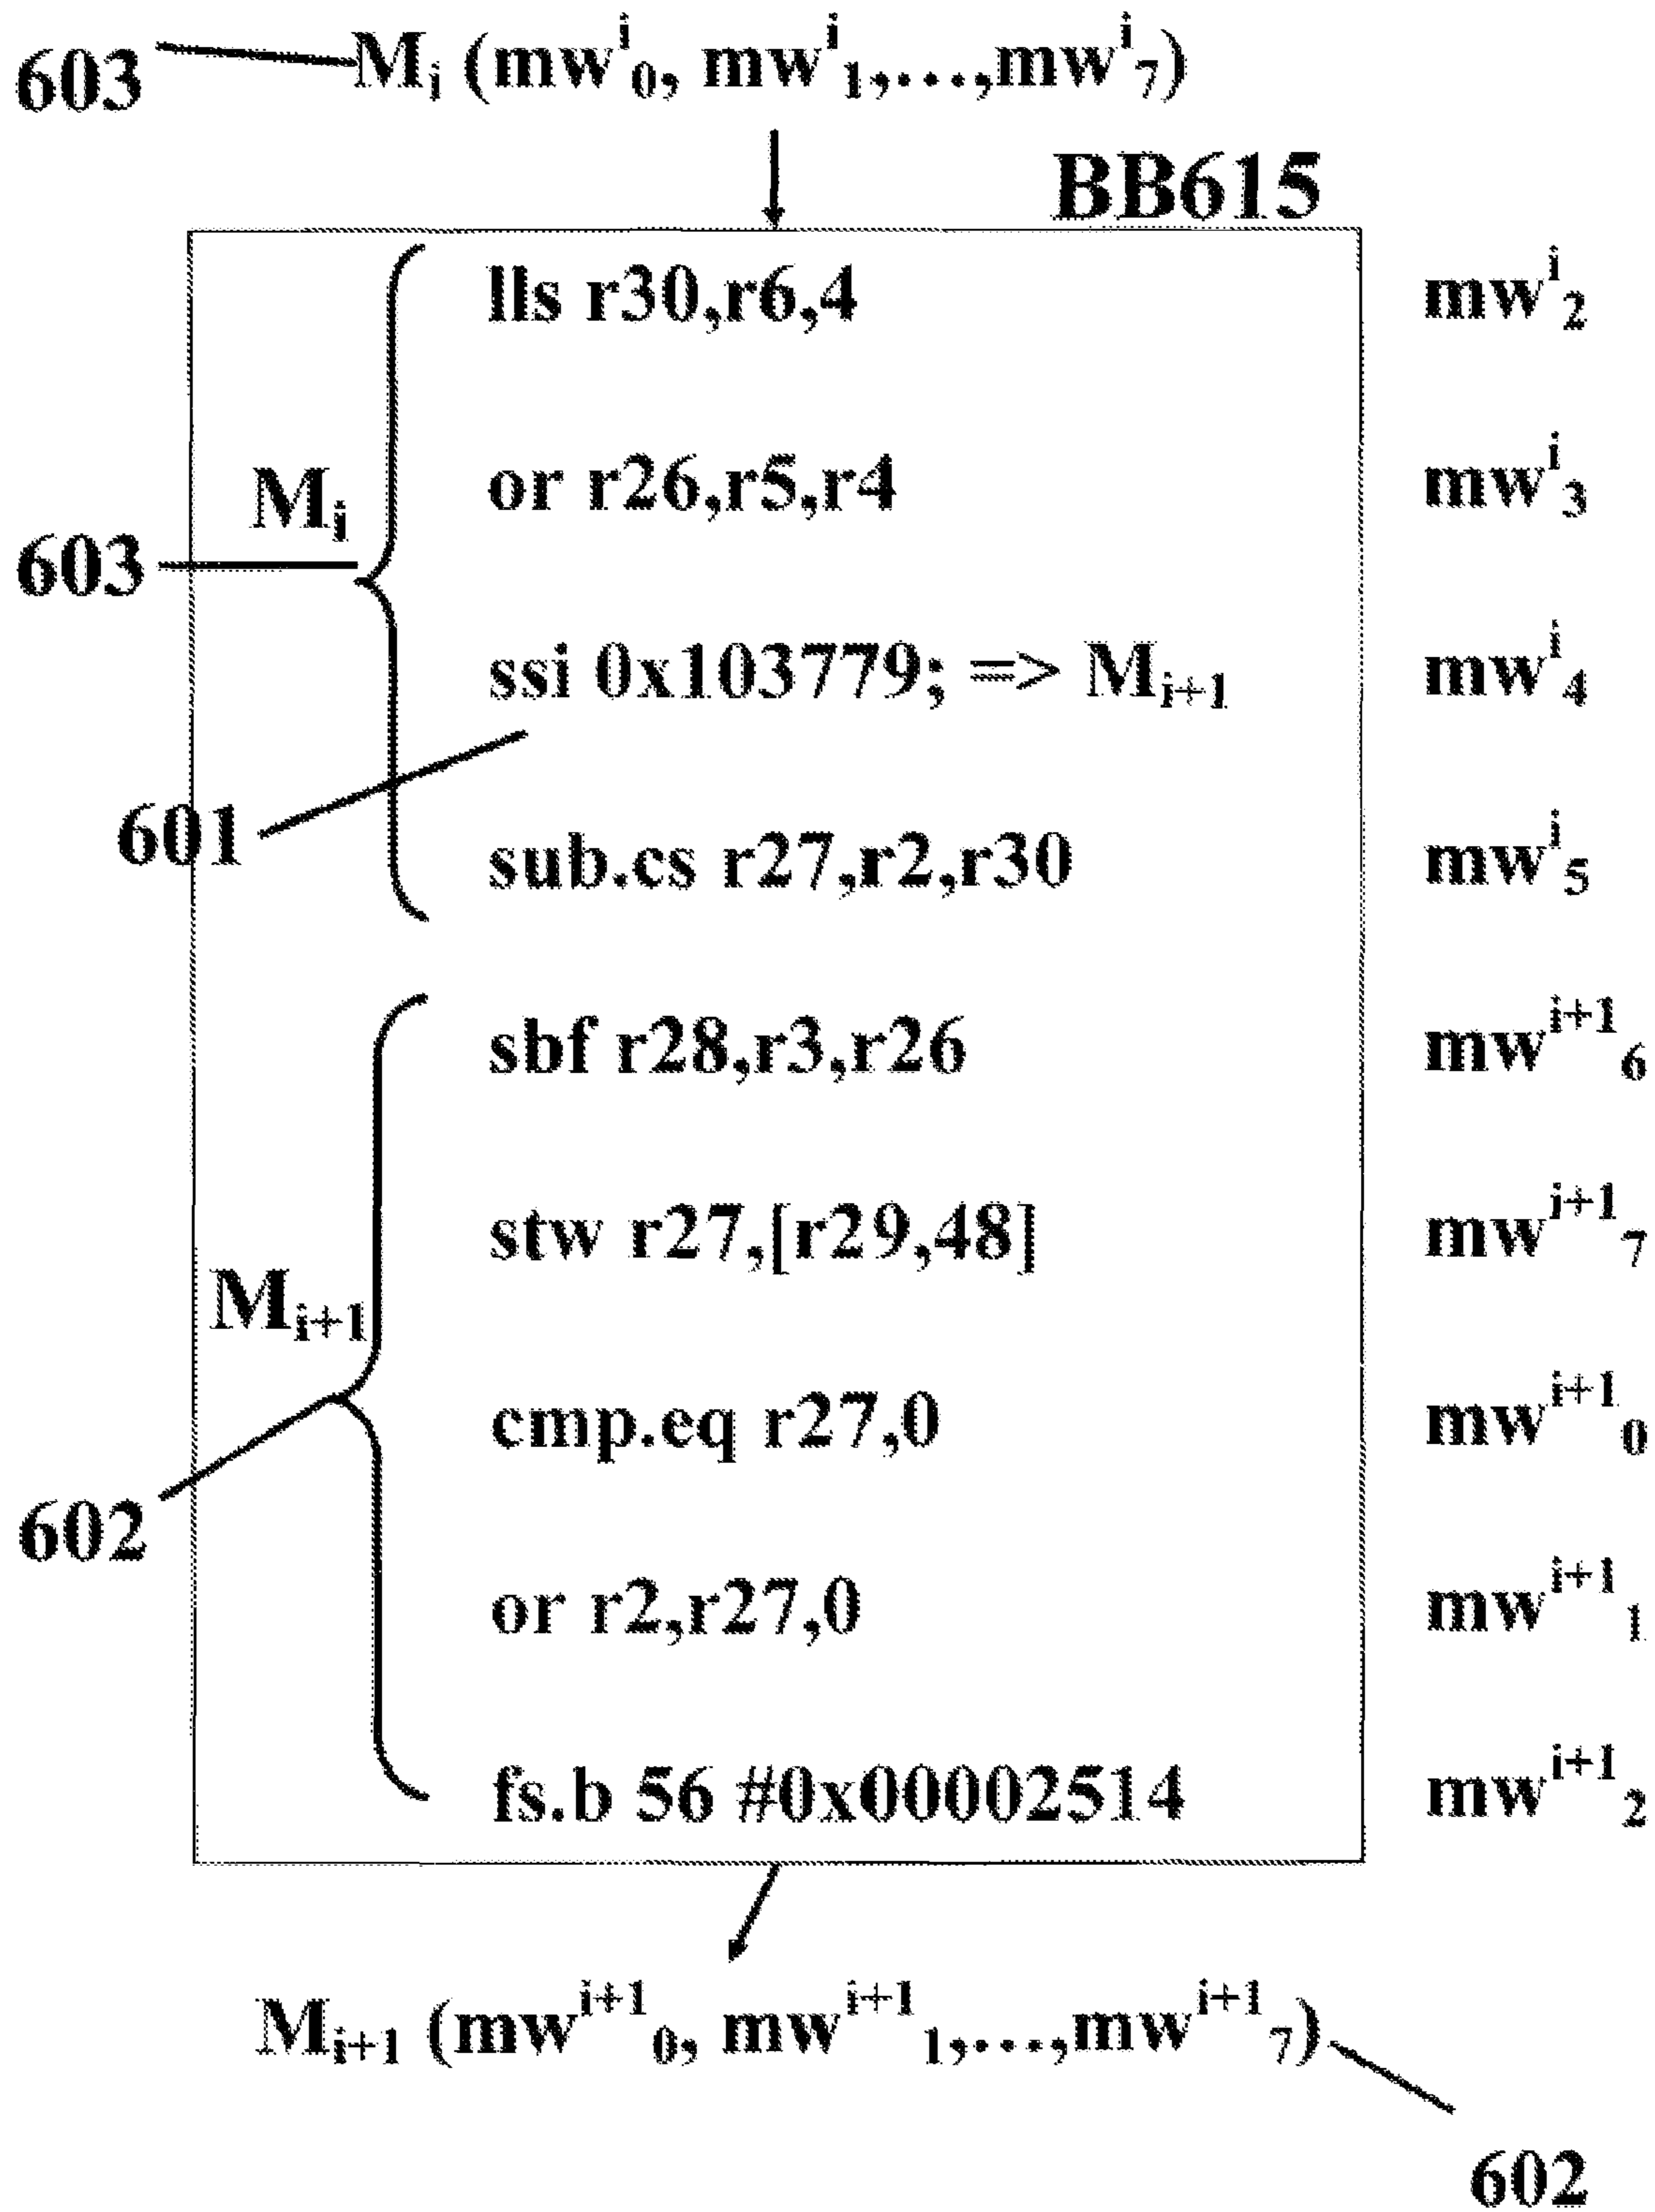 603 Mᵢ (mwⁱ₀, mwⁱ₁,...,mwⁱ₇)
BB615
lls r30,r6,4 mwⁱ₂
Mᵢ or r26,r5,r4 mwⁱ₃
603
ssi 0x103779; => Mᵢ₊₁ mwⁱ₄
601 sub.cs r27,r2,r30 mwⁱ₅
sbf r28,r3,r26 mwⁱ⁺¹₆
stw r27,[r29,48] mwⁱ⁺¹₇
Mᵢ₊₁
cmp.eq r27,0 mwⁱ⁺¹₀
602
or r2,r27,0 mwⁱ⁺¹₁
fs.b 56 #0x00002514 mwⁱ⁺¹₂
Mᵢ₊₁ (mwⁱ⁺¹₀, mwⁱ⁺¹₁,...,mwⁱ⁺¹₇)
602